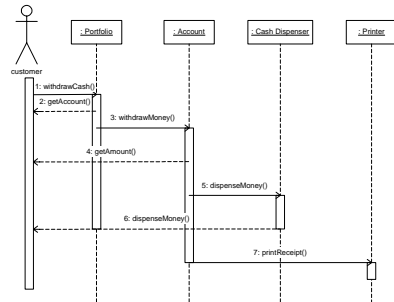 : Portfolio
: Account
: Cash Dispenser
: Printer
customer
1: withdrawCash()
2: getAccount()
3: withdrawMoney()
4: getAmount()
5: dispenseMoney()
6: dispenseMoney()
7: printReceipt()